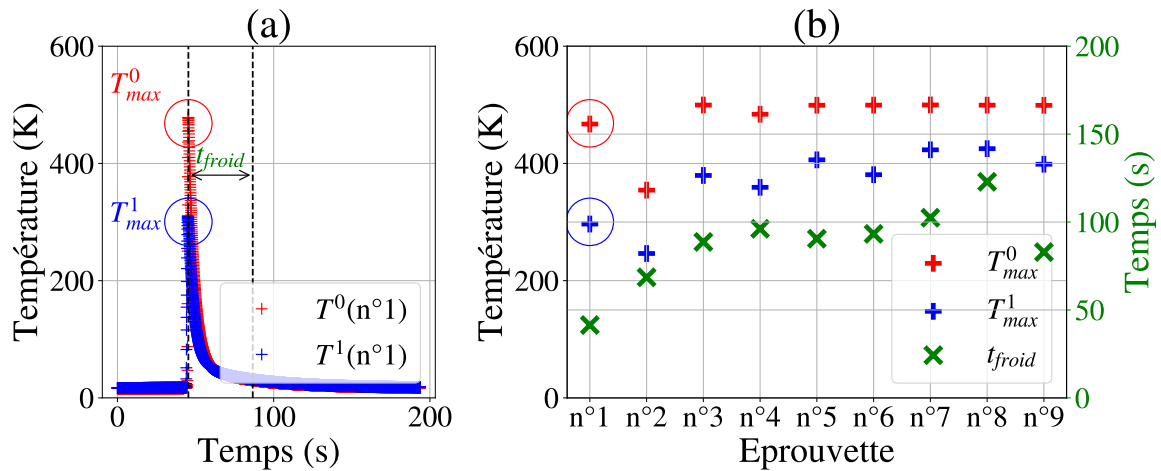 (a)
600
400
200
0
Température (K)
T⁰max
T¹max
tfroid
T⁰(n°1)
T¹(n°1)
0
100
200
Temps (s)
(b)
600
400
200
0
Température (K)
200
150
100
50
0
Temps (s)
T⁰max
T¹max
tfroid
n°1 n°2 n°3 n°4 n°5 n°6 n°7 n°8 n°9
Eprouvette